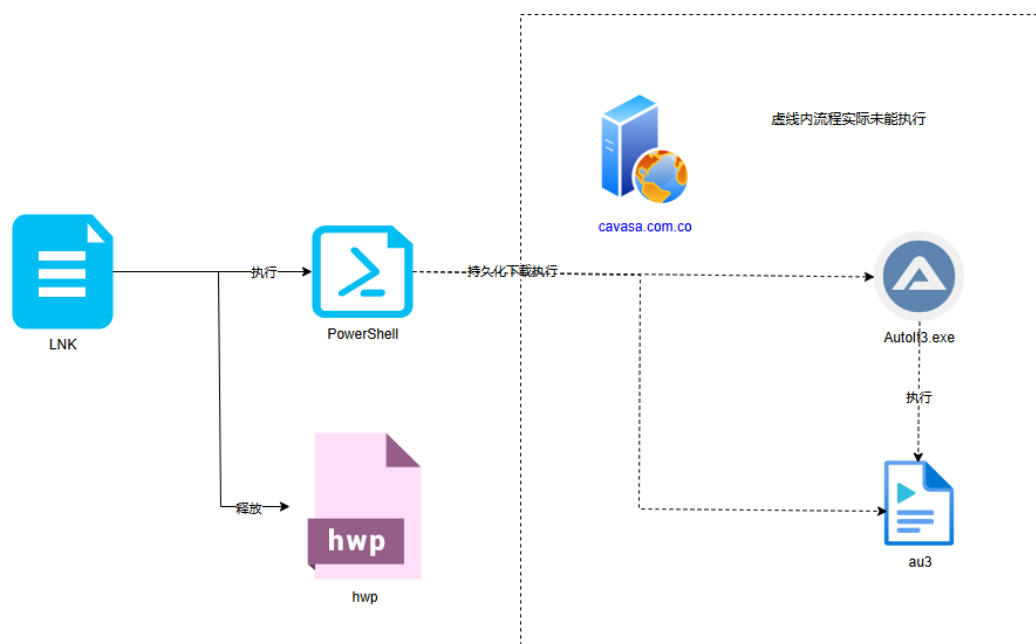 虚线内流程实际未能执行
cavasa.com.co
执行
持久化下载执行
LNK
PowerShell
AutoIt3.exe
执行
hwp
释放
hwp
au3